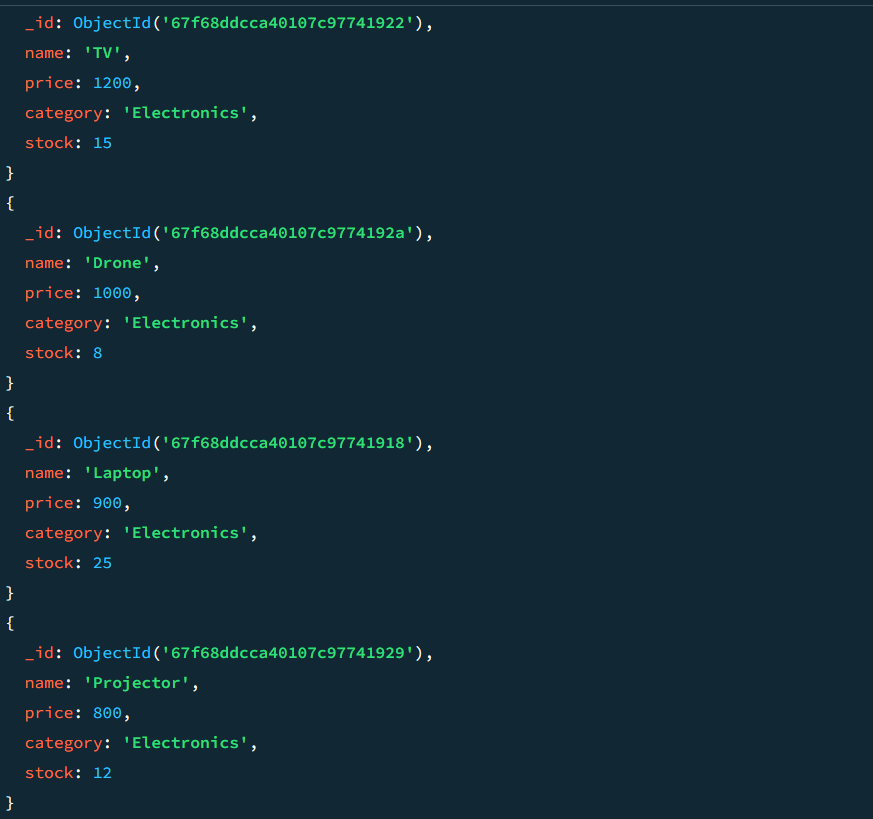 _id: ObjectId('67f68ddcca40107c97741922'),
name: 'TV',
price: 1200,
category: 'Electronics',
stock: 15
}
{
_id: ObjectId('67f68ddcca40107c9774192a'),
name: 'Drone',
price: 1000,
category: 'Electronics',
stock: 8
}
{
_id: ObjectId('67f68ddcca40107c97741918'),
name: 'Laptop',
price: 900,
category: 'Electronics',
stock: 25
}
{
_id: ObjectId('67f68ddcca40107c97741929'),
name: 'Projector',
price: 800,
category: 'Electronics',
stock: 12
}